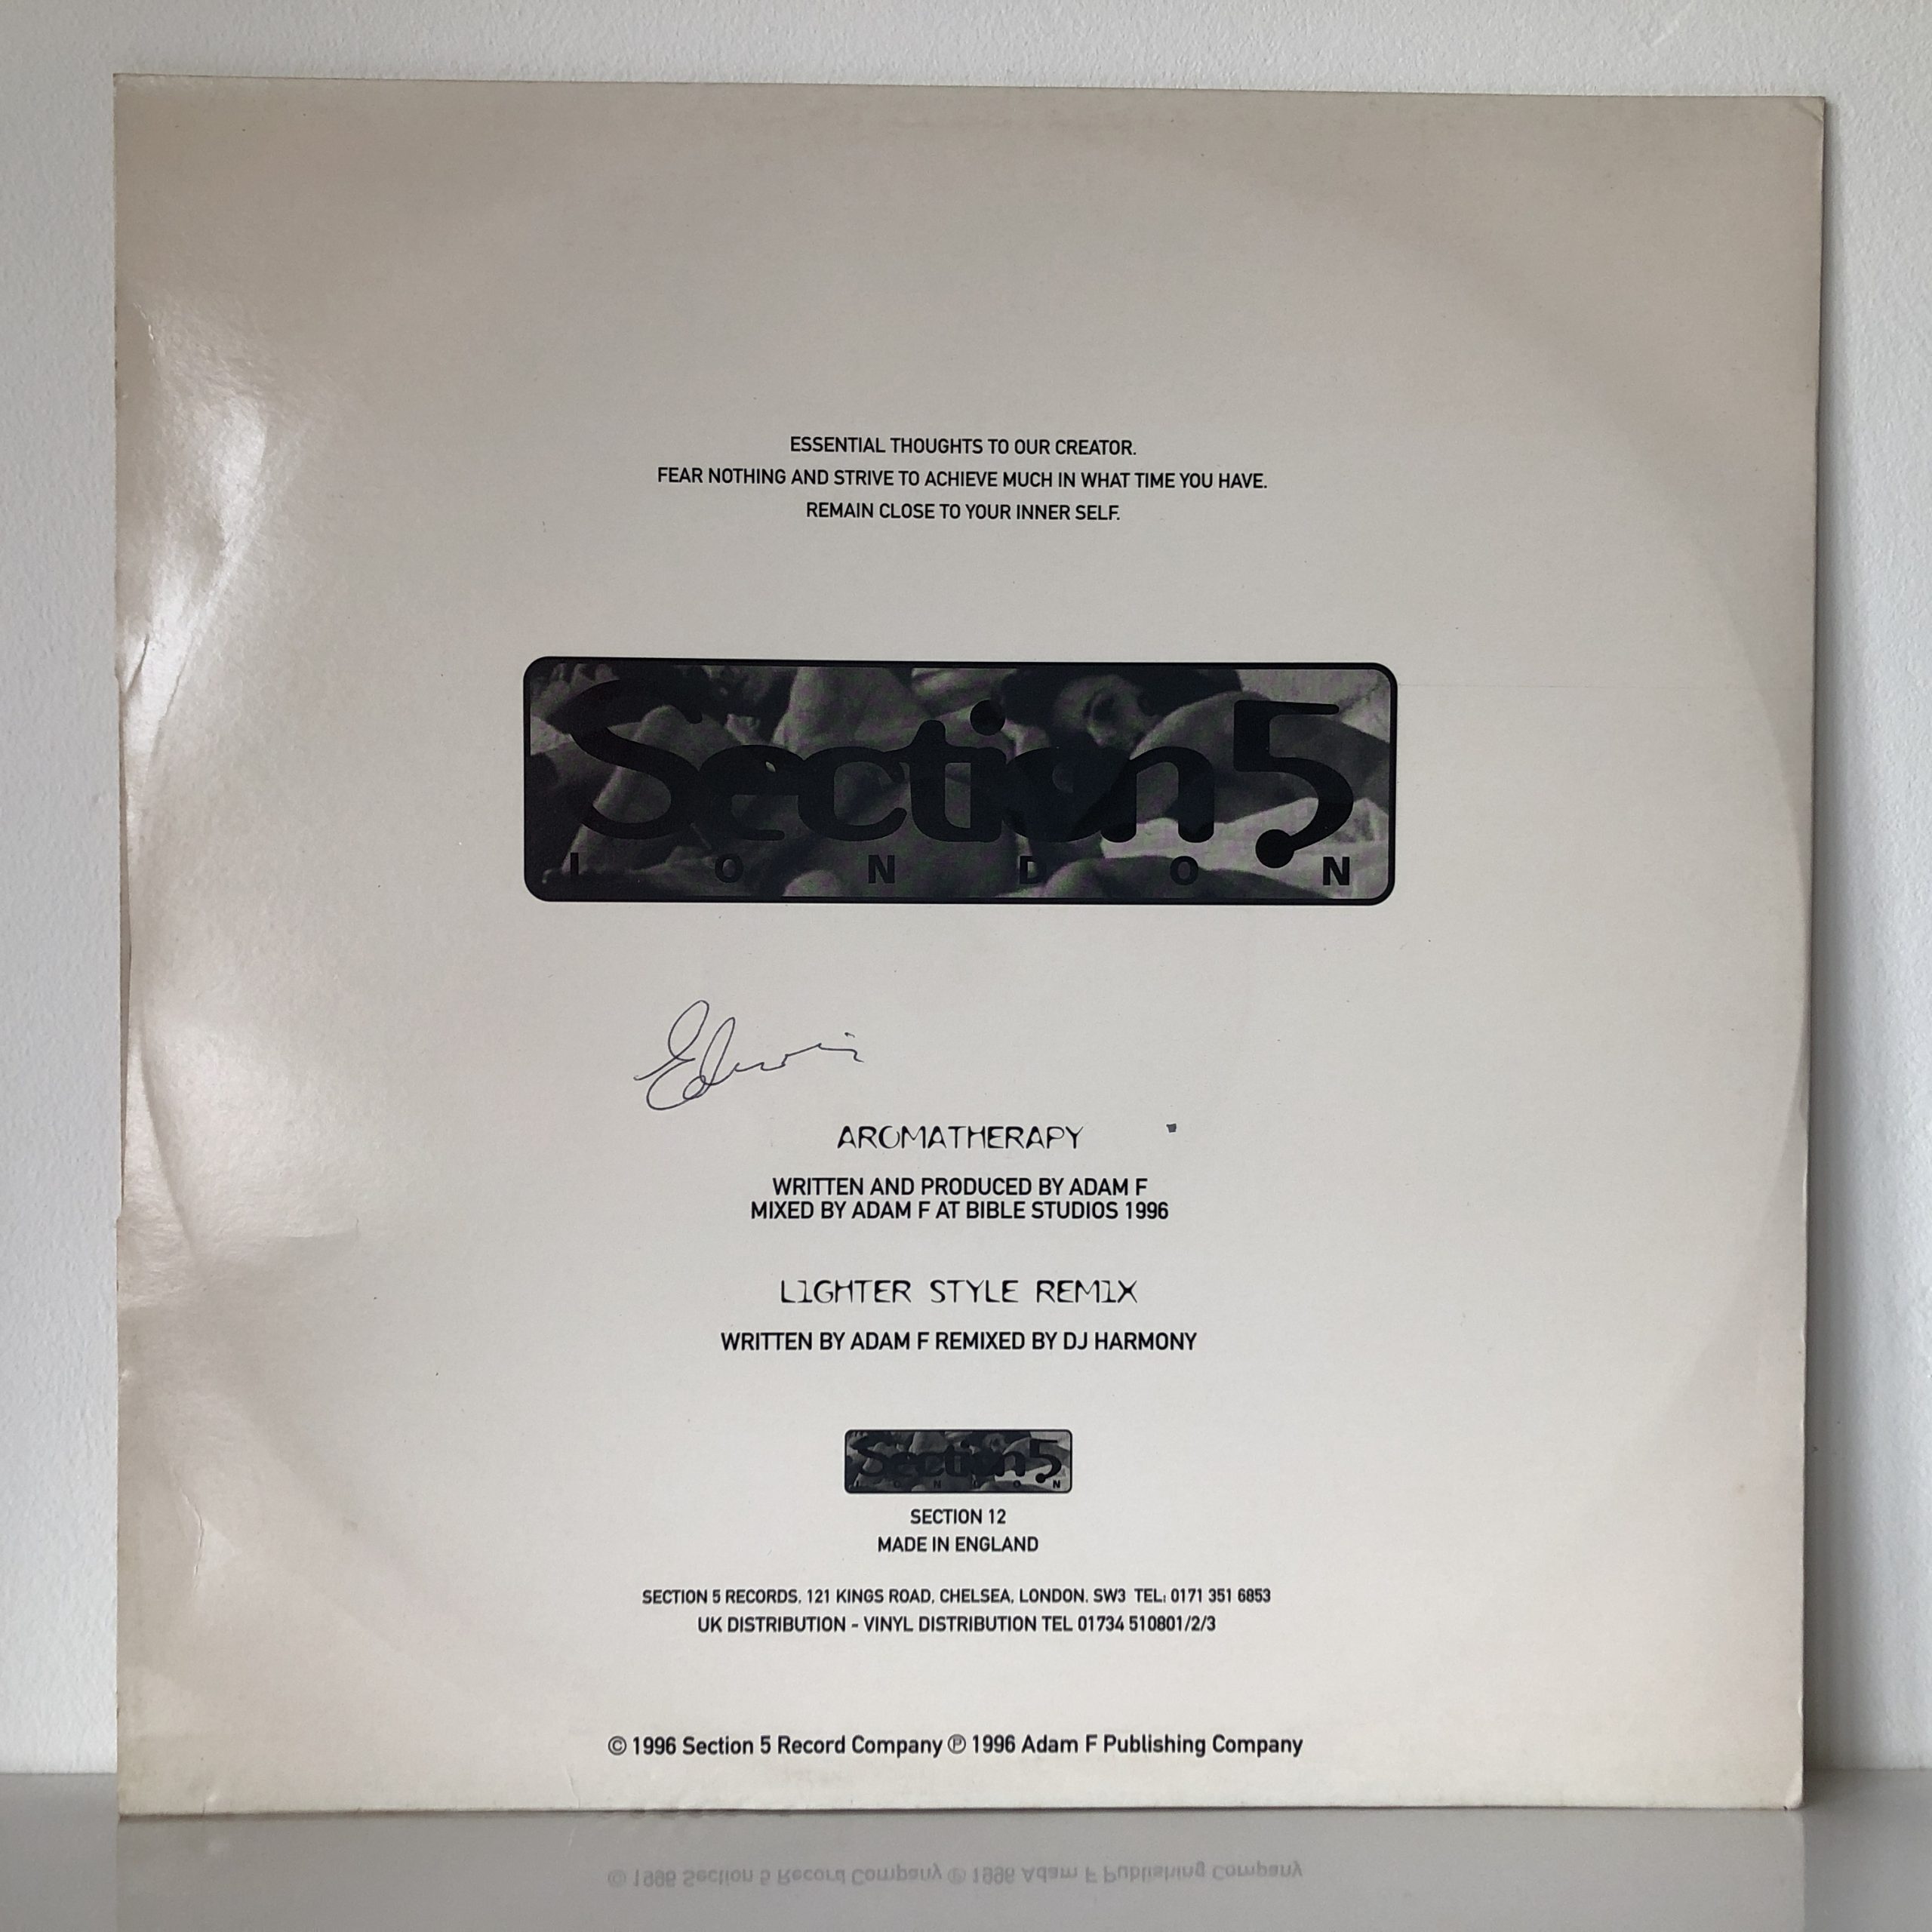 ESSENTIAL THOUGHTS TO OUR CREATOR.
FEAR NOTHING AND STRIVE TO ACHIEVE MUCH IN WHAT TIME YOU HAVE.
REMAIN CLOSE TO YOUR INNER SELF.
Section 5
LONDON
Edwin
AROMATHERAPY
WRITTEN AND PRODUCED BY ADAM F
MIXED BY ADAM F AT BIBLE STUDIOS 1996
LIGHTER STYLE REMIX
WRITTEN BY ADAM F REMIXED BY DJ HARMONY
Section 5
LONDON
SECTION 12
MADE IN ENGLAND
SECTION 5 RECORDS, 121 KINGS ROAD, CHELSEA, LONDON. SW3 TEL: 0171 351 6853
UK DISTRIBUTION - VINYL DISTRIBUTION TEL 01734 510801/2/3
© 1996 Section 5 Record Company ℗ 1996 Adam F Publishing Company